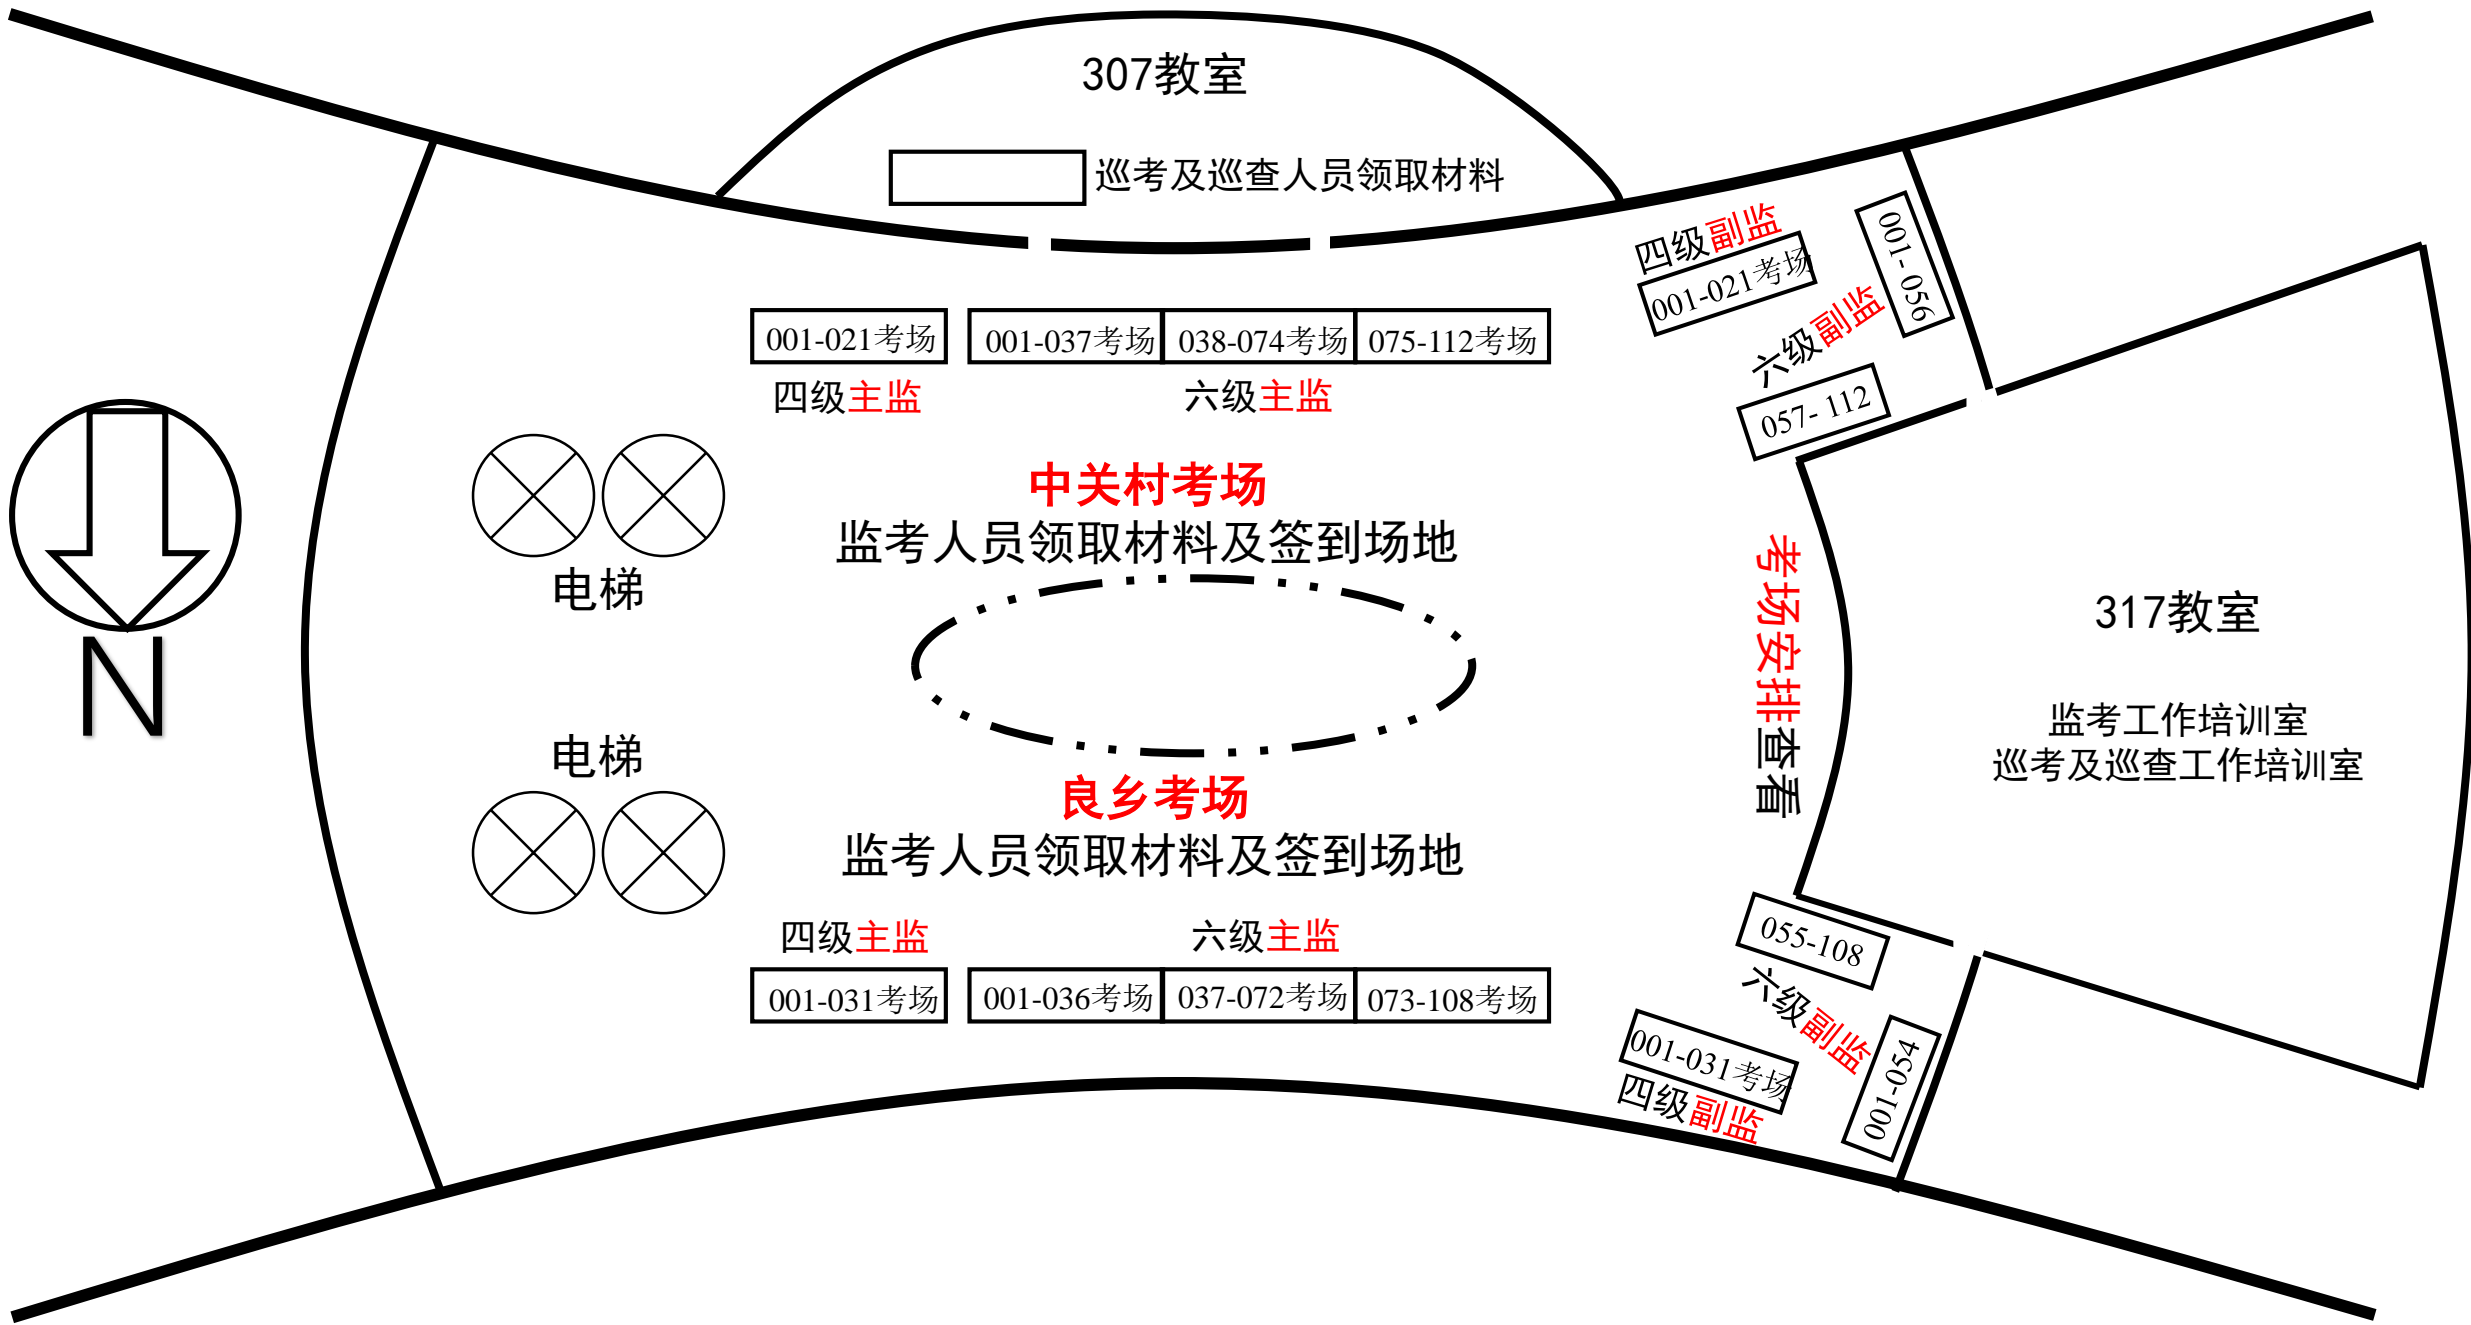 307教室
巡考及巡查人员领取材料
四级副监
001-021考场
001-056
六级副监
057-112
001-021考场
001-037考场
038-074考场
075-112考场
四级主监
六级主监
中关村考场
监考人员领取材料及签到场地
电梯
N
考场安排查看
317教室
监考工作培训室
巡考及巡查工作培训室
电梯
良乡考场
监考人员领取材料及签到场地
四级主监
六级主监
001-031考场
001-036考场
037-072考场
073-108考场
055-108
六级副监
001-054
001-031考场
四级副监